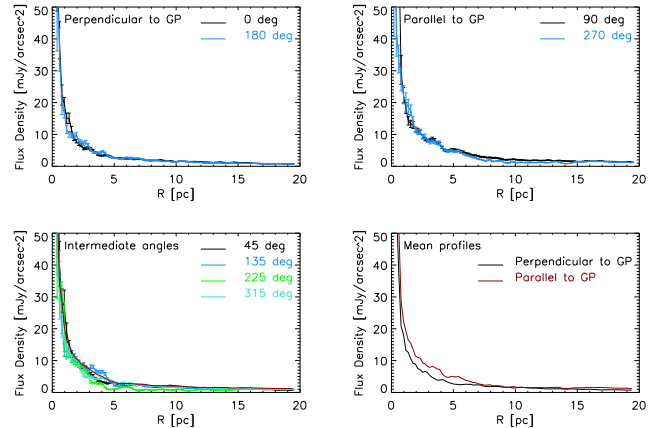 Perpendicular to GP
0 deg
180 deg
Flux Density [mJy/arcsec^2]
50
40
30
20
10
0
0 5 10 15 20
R [pc]
Parallel to GP
90 deg
270 deg
Flux Density [mJy/arcsec^2]
50
40
30
20
10
0
0 5 10 15 20
R [pc]
Intermediate angles
45 deg
135 deg
225 deg
315 deg
Flux Density [mJy/arcsec^2]
50
40
30
20
10
0
0 5 10 15 20
R [pc]
Mean profiles
Perpendicular to GP
Parallel to GP
Flux Density [mJy/arcsec^2]
50
40
30
20
10
0
0 5 10 15 20
R [pc]